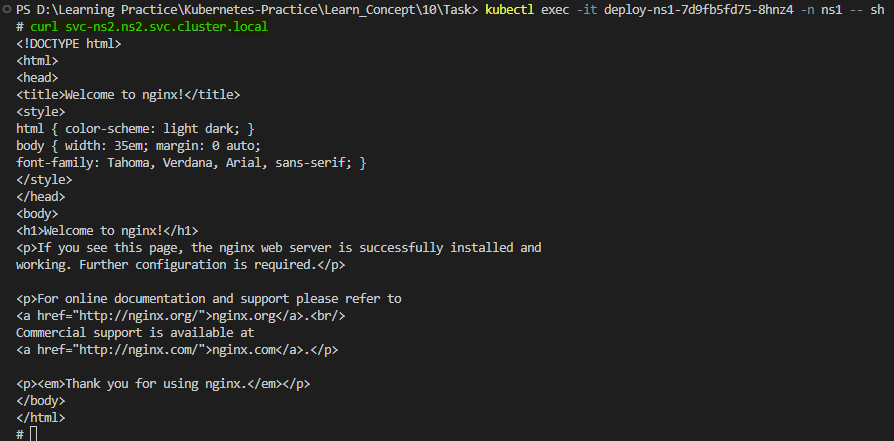 PS D:\Learning Practice\Kubernetes-Practice\Learn_Concept\10\Task> kubectl exec -it deploy-ns1-7d9fb5fd75-8hnz4 -n ns1 -- sh
# curl svc-ns2.ns2.svc.cluster.local
<!DOCTYPE html>
<html>
<head>
<title>Welcome to nginx!</title>
<style>
html { color-scheme: light dark; }
body { width: 35em; margin: 0 auto;
font-family: Tahoma, Verdana, Arial, sans-serif; }
</style>
</head>
<body>
<h1>Welcome to nginx!</h1>
<p>If you see this page, the nginx web server is successfully installed and
working. Further configuration is required.</p>

<p>For online documentation and support please refer to
<a href="http://nginx.org/">nginx.org</a>.<br/>
Commercial support is available at
<a href="http://nginx.com/">nginx.com</a>.</p>

<p><em>Thank you for using nginx.</em></p>
</body>
</html>
#